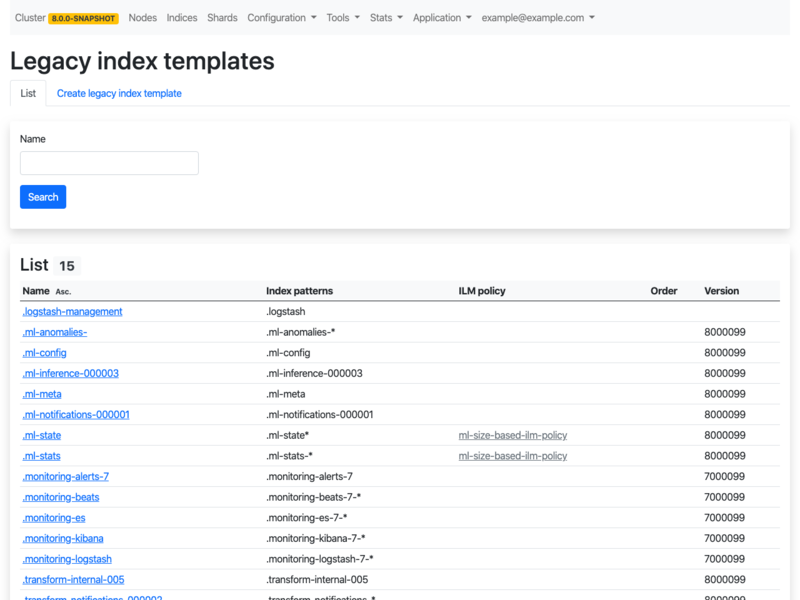 Cluster 8.0.0-SNAPSHOT Nodes Indices Shards Configuration Tools Stats Application example@example.com
Legacy index templates
List Create legacy index template
Name
Search
List 15
Name Asc. Index patterns ILM policy Order Version
.logstash-management .logstash
.ml-anomalies- .ml-anomalies-* 8000099
.ml-config .ml-config 8000099
.ml-inference-000003 .ml-inference-000003 8000099
.ml-meta .ml-meta 8000099
.ml-notifications-000001 .ml-notifications-000001 8000099
.ml-state .ml-state* ml-size-based-ilm-policy 8000099
.ml-stats .ml-stats-* ml-size-based-ilm-policy 8000099
.monitoring-alerts-7 .monitoring-alerts-7 7000099
.monitoring-beats .monitoring-beats-7-* 7000099
.monitoring-es .monitoring-es-7-* 7000099
.monitoring-kibana .monitoring-kibana-7-* 7000099
.monitoring-logstash .monitoring-logstash-7-* 7000099
.transform-internal-005 .transform-internal-005 8000099
.transform-notifications-000002 .transform-notifications-* 8000099